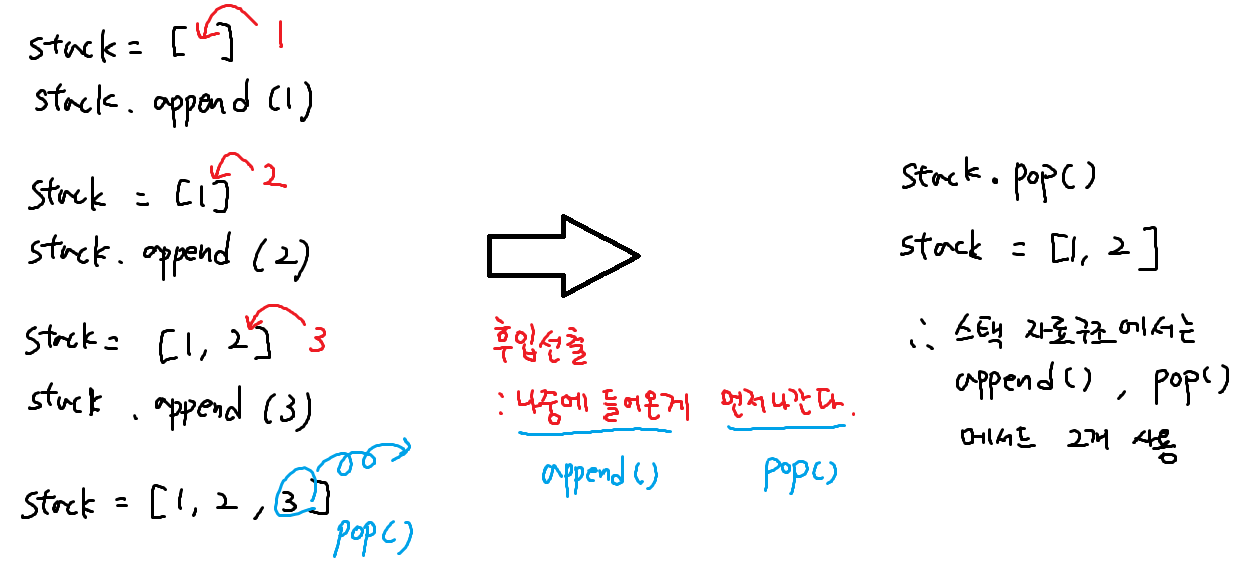 stack = [ ] 1
stack. append (1)
stack = [1] 2
stack. append (2)
stack = [1, 2] 3
stack . append (3)
stack = [1, 2 , 3]
pop()
후입선출
: 나중에 들어온게 먼저나간다.
append() pop()
stack. pop()
stack = [1, 2]
∴ 스택 자료구조에서는
append() , pop()
메서드 2개 사용